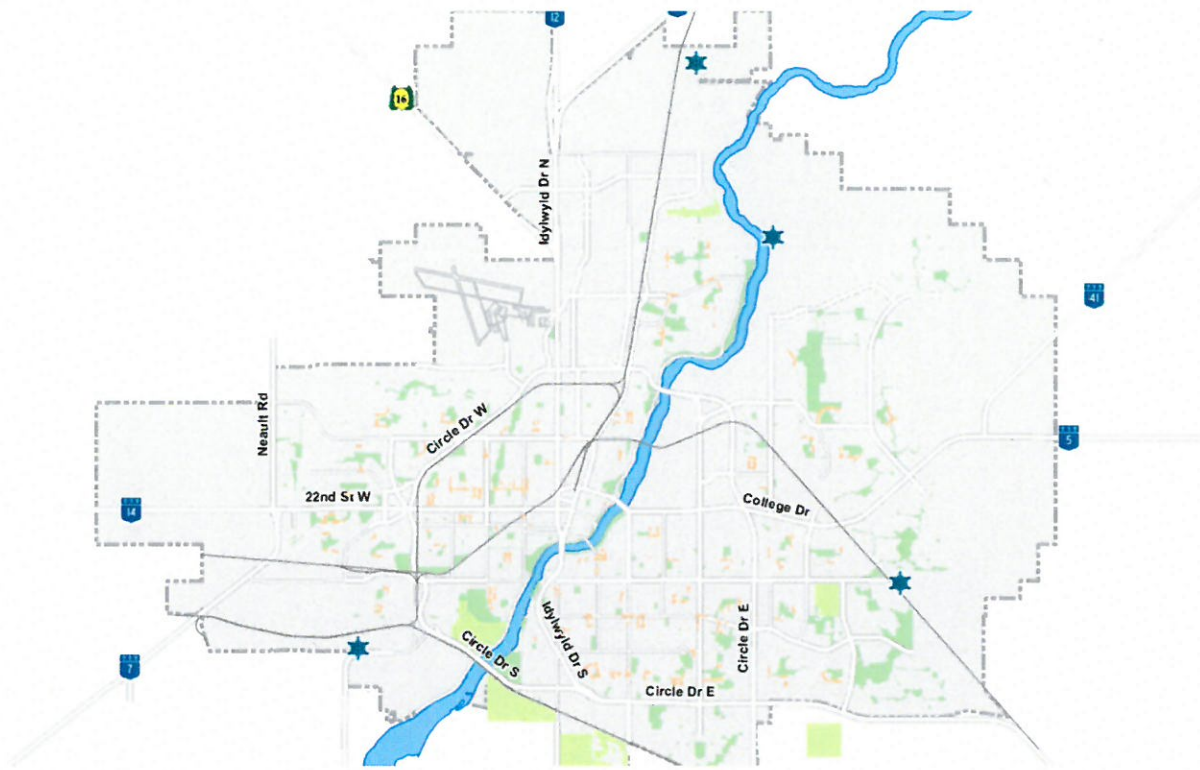 12
16
Idylwyld Dr N
41
Neault Rd
Circle Dr W
5
22nd St W
14
College Dr
Idylwyld Dr S
Circle Dr E
Circle Dr S
7
Circle Dr E